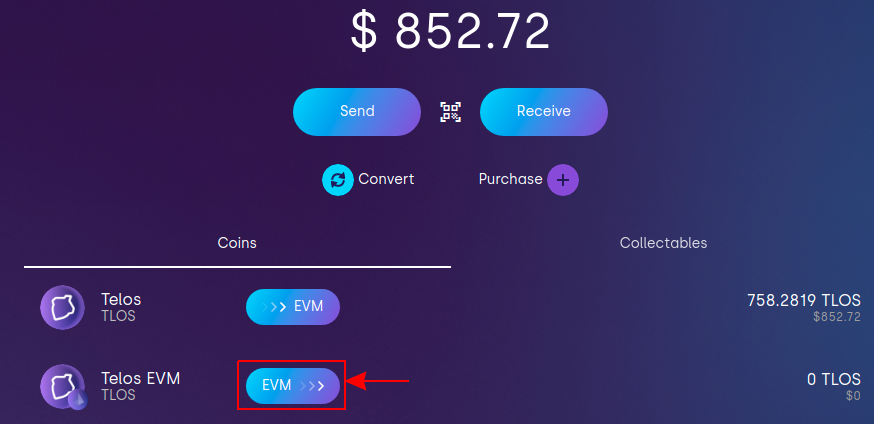 $ 852.72
Send
Receive
Convert
Purchase
Coins
Collectables
Telos
TLOS
EVM
758.2819 TLOS
$852.72
Telos EVM
TLOS
EVM
0 TLOS
$0